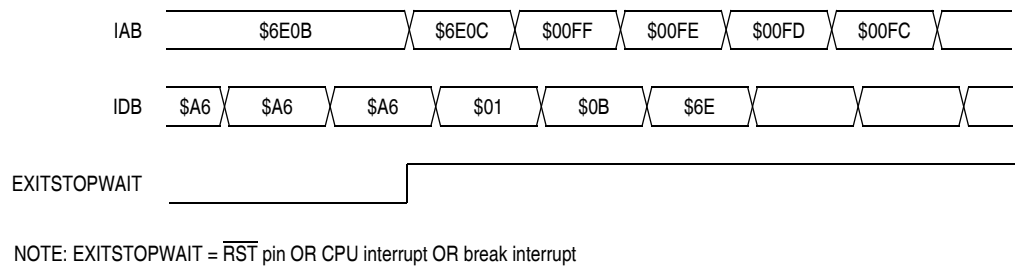 IAB $6E0B $6E0C $00FF $00FE $00FD $00FC
IDB $A6 $A6 $A6 $01 $0B $6E
EXITSTOPWAIT
NOTE: EXITSTOPWAIT = RST pin OR CPU interrupt OR break interrupt